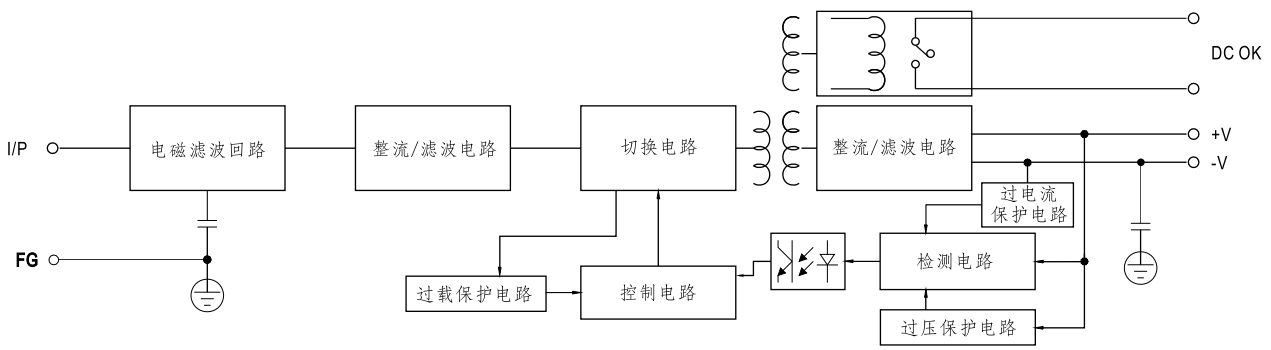 DC OK
I/P
电磁滤波回路
整流/滤波电路
切换电路
整流/滤波电路
+V
-V
过电流
保护电路
FG
检测电路
过载保护电路
控制电路
过压保护电路